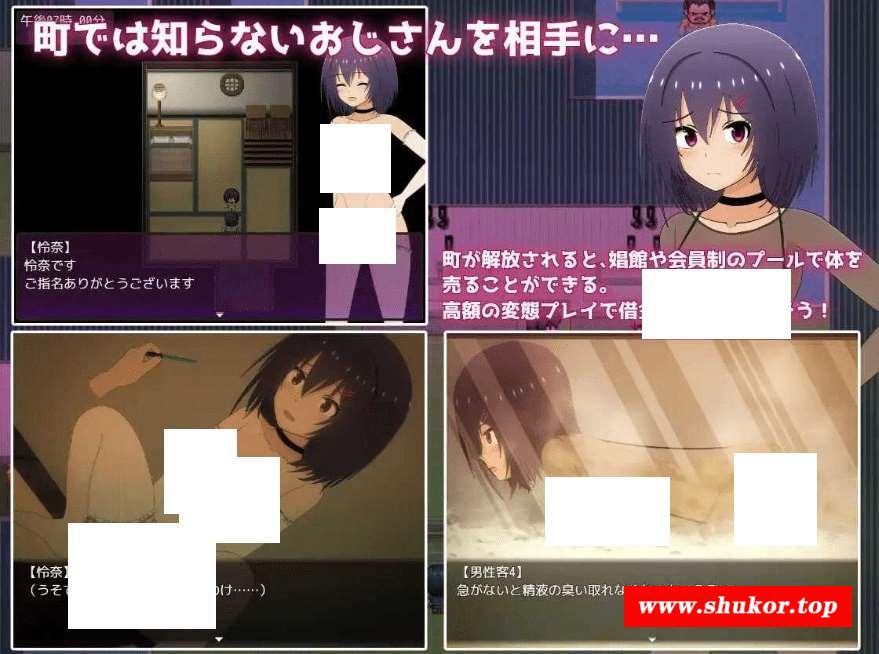 午後07時 00分
町では知らないおじさんを相手に…
【怜奈】
怜奈です
ご指名ありがとうございます
町が解放されると、娼館や会員制のプールで体を
売ることができる。
高額の変態プレイで借
そう！
【怜奈】
（うそ
け……）
【男性客4】
急がないと精液の臭い取れな
www.shukor.top